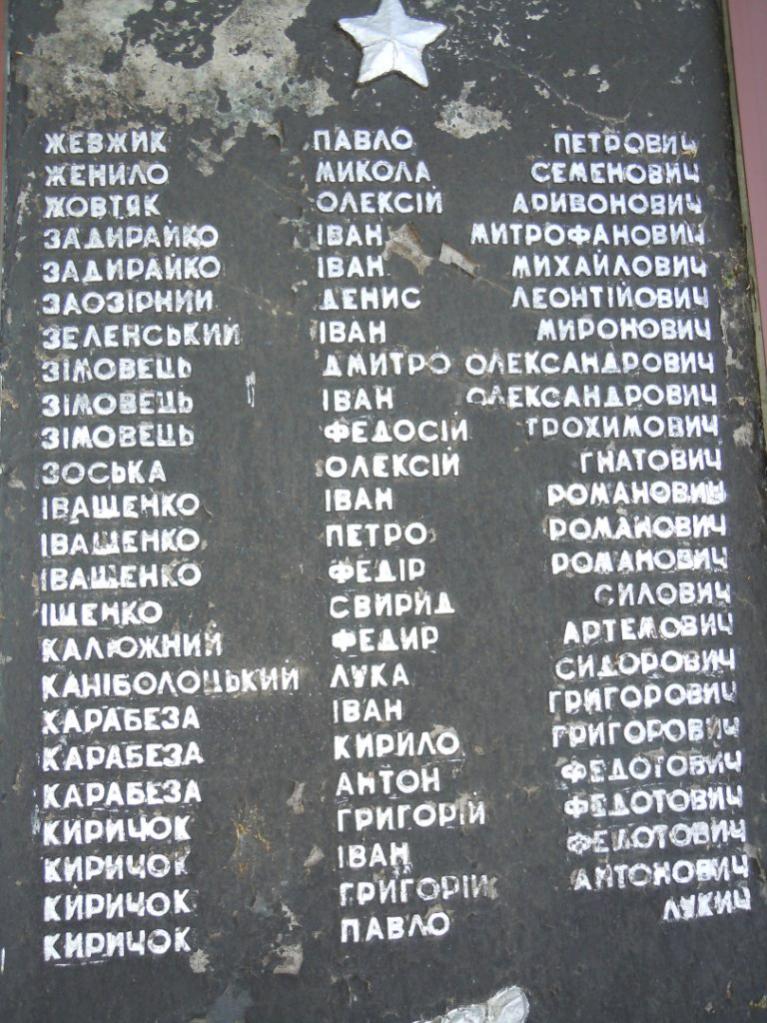 ЖЕВЖИК ПАВЛО ПЕТРОВИЧ
ЖЕНИЛО МИКОЛА СЕМЕНОВИЧ
ЖОВТЯК ОЛЕКСІЙ АРИВОНОВИЧ
ЗАДИРАЙКО ІВАН МИТРОФАНОВИЧ
ЗАДИРАЙКО ІВАН МИХАЙЛОВИЧ
ЗАОЗІРНИЙ ДЕНИС ЛЕОНТІЙОВИЧ
ЗЕЛЕНСЬКИЙ ІВАН МИРОНОВИЧ
ЗІМОВЕЦЬ ДМИТРО ОЛЕКСАНДРОВИЧ
ЗІМОВЕЦЬ ІВАН ОЛЕКСАНДРОВИЧ
ЗІМОВЕЦЬ ФЕДОСІЙ ТРОХИМОВИЧ
ЗОСЬКА ОЛЕКСІЙ ГНАТОВИЧ
ІВАЩЕНКО ІВАН РОМАНОВИЧ
ІВАЩЕНКО ПЕТРО РОМАНОВИЧ
ІВАЩЕНКО ФЕДІР РОМАНОВИЧ
ІЩЕНКО СВИРИД СИЛОВИЧ
КАЛЮЖНИЙ ФЕДИР АРТЕМОВИЧ
КАНІБОЛОЦЬКИЙ ЛУКА СИДОРОВИЧ
КАРАБЕЗА ІВАН ГРИГОРОВИЧ
КАРАБЕЗА КИРИЛО ГРИГОРОВИЧ
КАРАБЕЗА АНТОН ФЕДОТОВИЧ
КИРИЧОК ГРИГОРІЙ ФЕДОТОВИЧ
КИРИЧОК ІВАН ФЕДОТОВИЧ
КИРИЧОК ГРИГОРІЙ АНТОНОВИЧ
КИРИЧОК ПАВЛО ЛУКИЧ